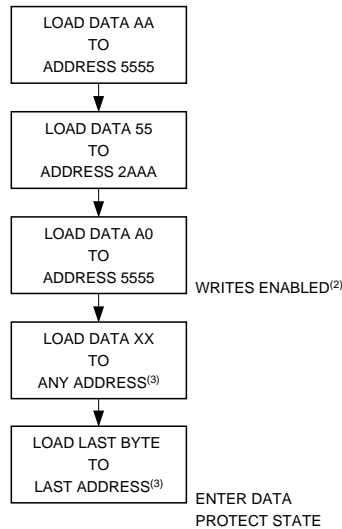 LOAD DATA AA
TO
ADDRESS 5555
LOAD DATA 55
TO
ADDRESS 2AAA
LOAD DATA A0
TO
ADDRESS 5555
WRITES ENABLED(2)
LOAD DATA XX
TO
ANY ADDRESS(3)
LOAD LAST BYTE
TO
LAST ADDRESS(3)
ENTER DATA
PROTECT STATE